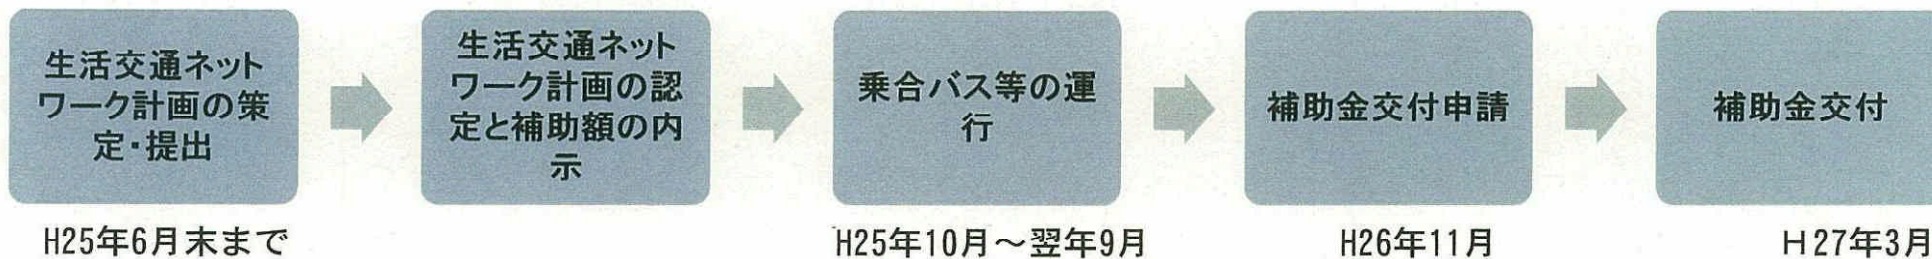 生活交通ネット
ワーク計画の策
定・提出
生活交通ネット
ワーク計画の認
定と補助額の内
示
乗合バス等の運
行
補助金交付申請
補助金交付
H25年6月末まで
H25年10月～翌年9月
H26年11月
H27年3月